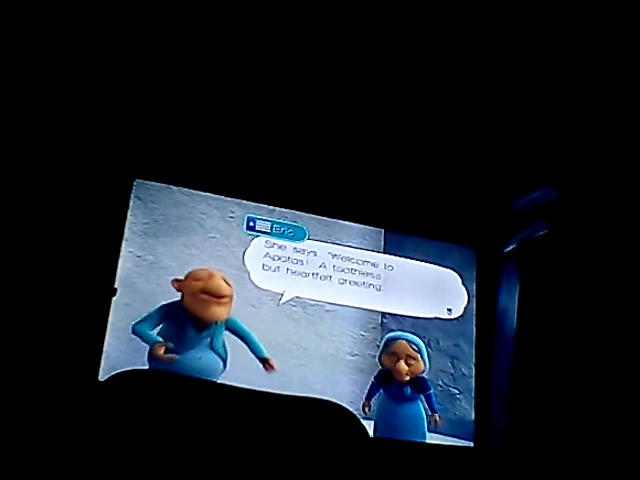 Eric
She says, "Welcome to
Apotos! A toothless
but heartfelt greeting.